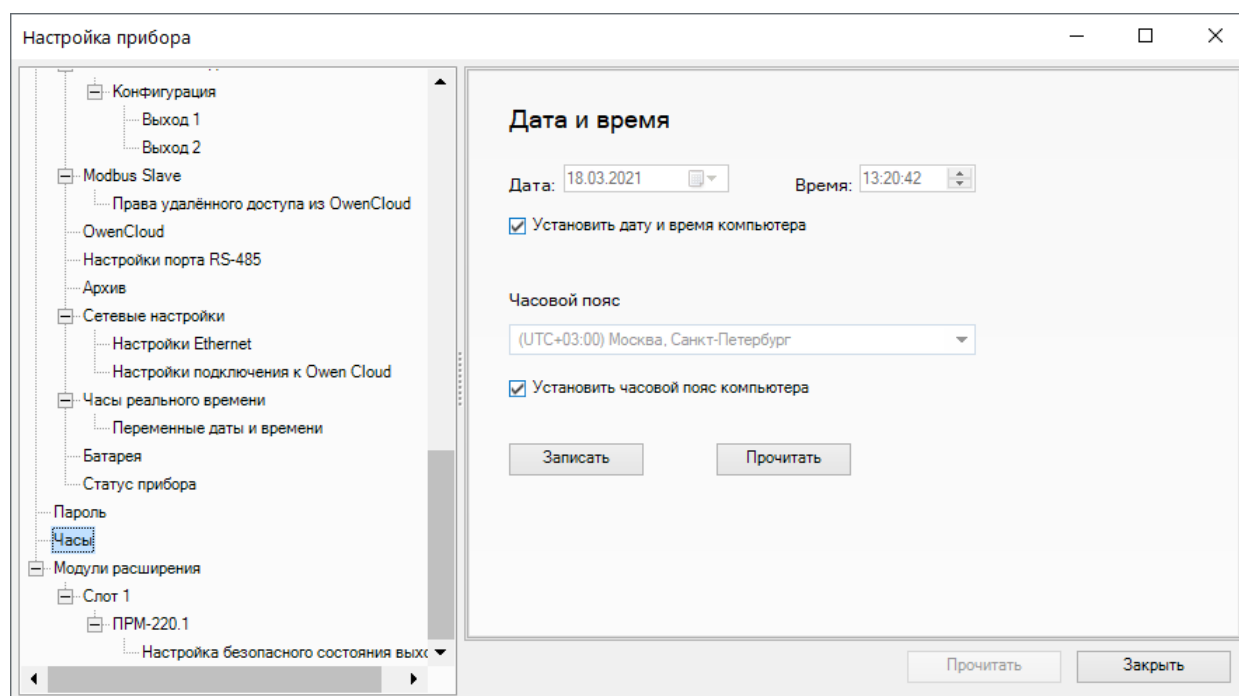 Настройка прибора
Конфигурация
Выход 1
Выход 2
Modbus Slave
Права удалённого доступа из OwenCloud
OwenCloud
Настройки порта RS-485
Архив
Сетевые настройки
Настройки Ethernet
Настройки подключения к Owen Cloud
Часы реального времени
Переменные даты и времени
Батарея
Статус прибора
Пароль
Часы
Модули расширения
Слот 1
ПРМ-220.1
Настройка безопасного состояния выхо
Дата и время
Дата: 18.03.2021 Время: 13:20:42
Установить дату и время компьютера
Часовой пояс
(UTC+03:00) Москва, Санкт-Петербург
Установить часовой пояс компьютера
Записать Прочитать
Прочитать Закрыть